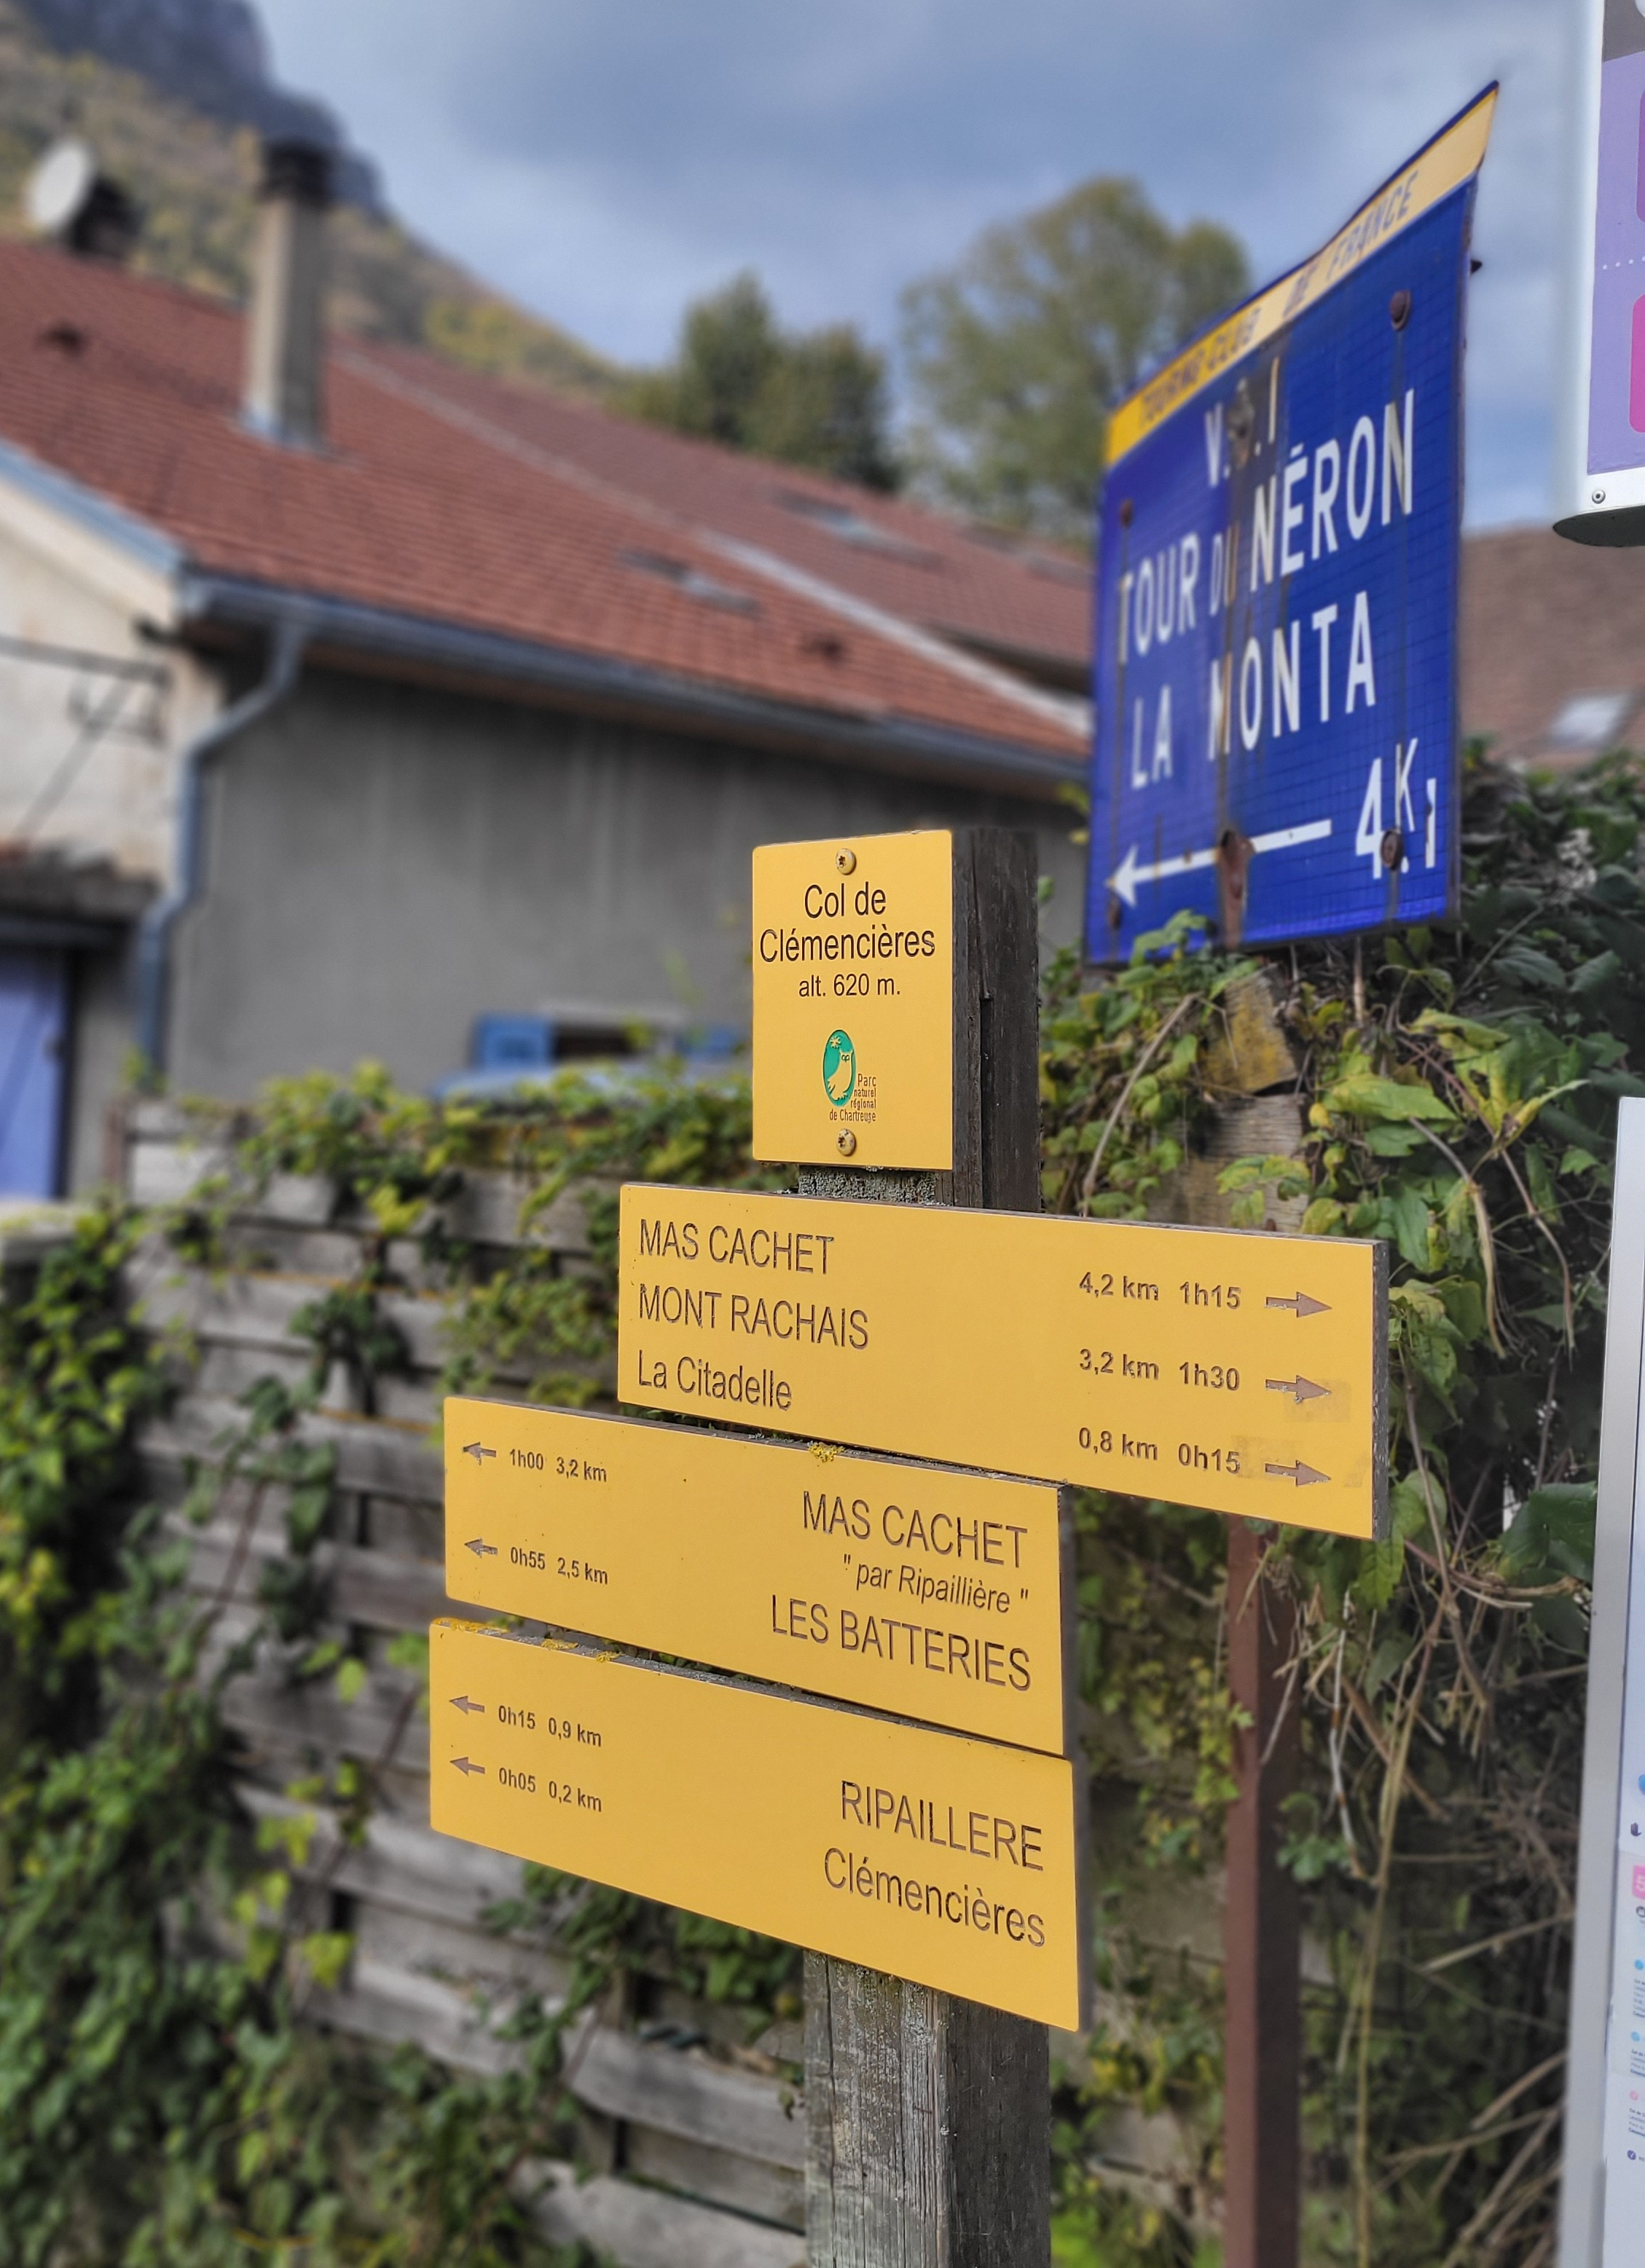 TOURING-CLUB DE FRANCE
TOUR DU NÉRON
LA MONTA
4K
Col de
Clémencières
alt. 620 m.
Parc
naturel
régional
de Chartreuse
MAS CACHET 4,2 km 1h15
MONT RACHAIS 3,2 km 1h30
La Citadelle 0,8 km 0h15
1h00 3,2 km MAS CACHET
" par Ripaillière "
0h55 2,5 km LES BATTERIES
0h15 0,9 km RIPAILLERE
0h05 0,2 km Clémencières